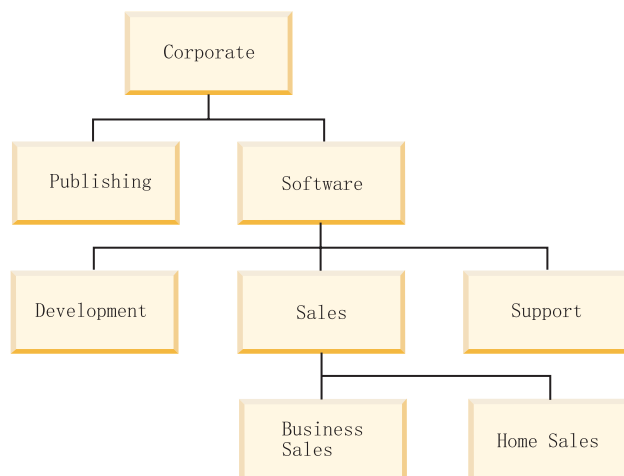 Corporate
Publishing
Software
Development
Sales
Support
Business
Sales
Home Sales